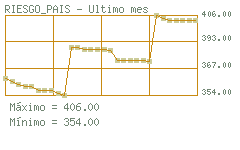 RIESGO_PAIS - Ultimo mes
406.00
393.00
367.00
354.00
Máximo = 406.00
Mínimo = 354.00